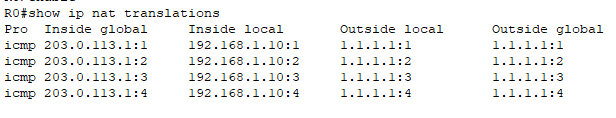 R0#show ip nat translations
Pro  Inside global     Inside local       Outside local      Outside global
icmp 203.0.113.1:1     192.168.1.10:1     1.1.1.1:1          1.1.1.1:1
icmp 203.0.113.1:2     192.168.1.10:2     1.1.1.1:2          1.1.1.1:2
icmp 203.0.113.1:3     192.168.1.10:3     1.1.1.1:3          1.1.1.1:3
icmp 203.0.113.1:4     192.168.1.10:4     1.1.1.1:4          1.1.1.1:4